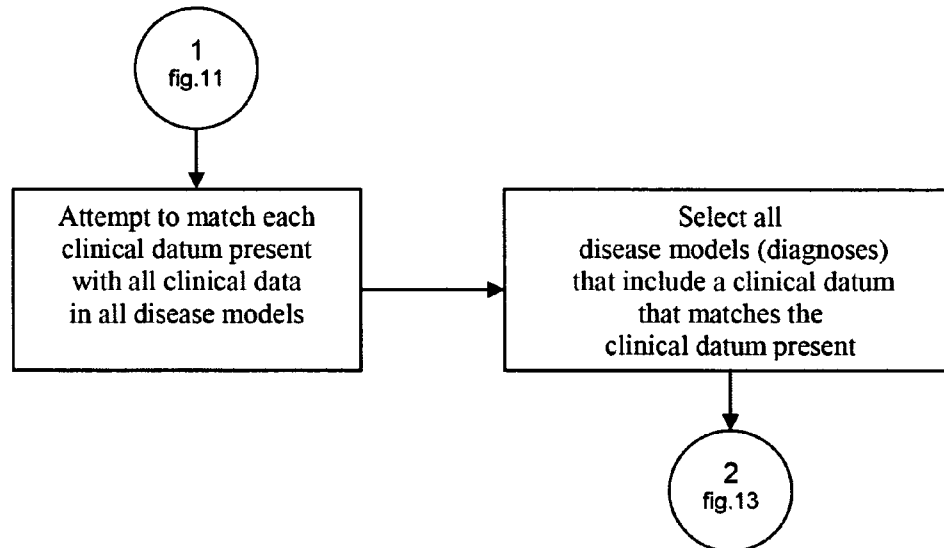 1
fig.11
Attempt to match each
clinical datum present
with all clinical data
in all disease models
Select all
disease models (diagnoses)
that include a clinical datum
that matches the
clinical datum present
2
fig.13